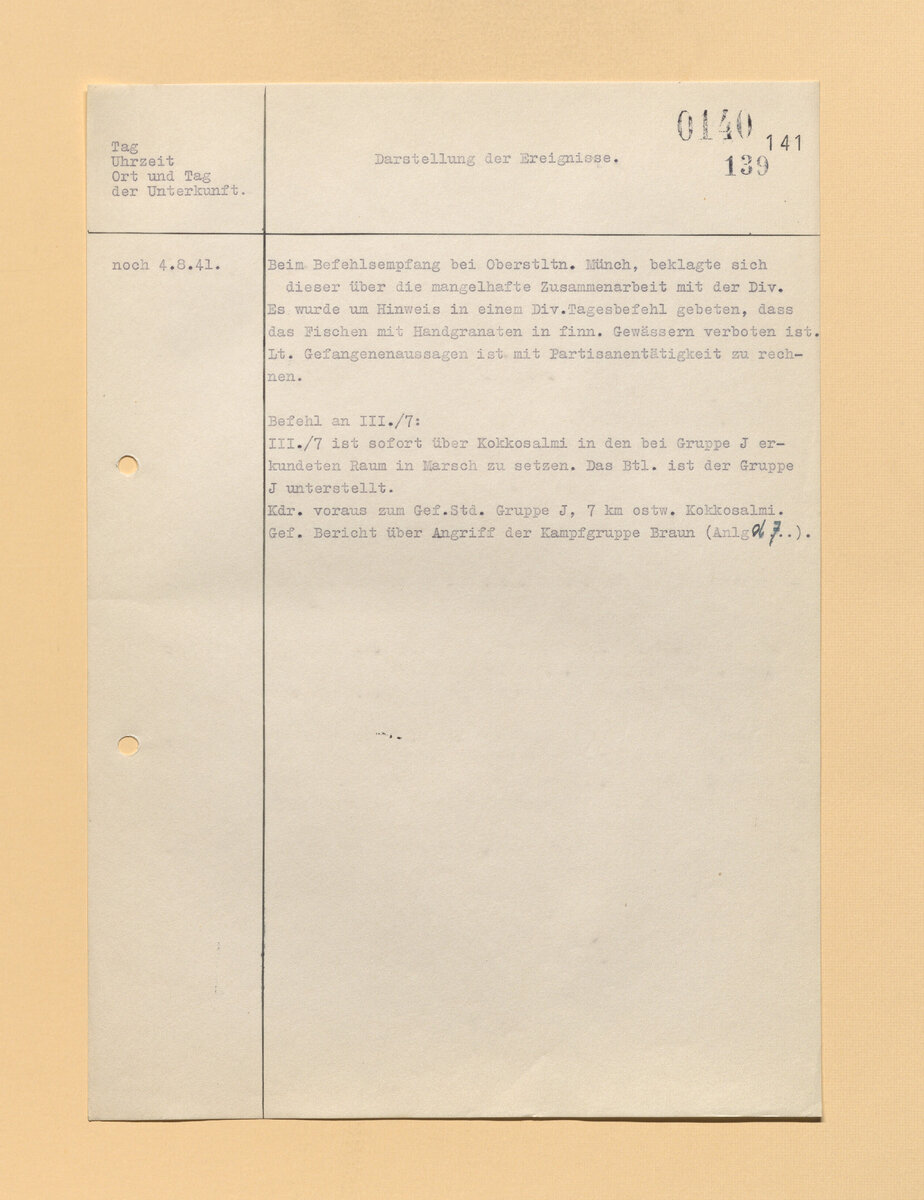 0140
141
139
Tag
Uhrzeit
Ort und Tag
der Unterkunft.
Darstellung der Ereignisse.
noch 4.8.41.
Beim Befehlsempfang bei Oberstltn. Münch, beklagte sich
dieser über die mangelhafte Zusammenarbeit mit der Div.
Es wurde um Hinweis in einem Div.Tagesbefehl gebeten, dass
das Fischen mit Handgranaten in finn. Gewässern verboten ist.
Lt. Gefangenenaussagen ist mit Partisanentätigkeit zu rech-
nen.
Befehl an III./7:
III./7 ist sofort über Kokkosalmi in den bei Gruppe J er-
kundeten Raum in Marsch zu setzen. Das Btl. ist der Gruppe
J unterstellt.
Kdr. voraus zum Gef.Std. Gruppe J, 7 km ostw. Kokkosalmi.
Gef. Bericht über Angriff der Kampfgruppe Braun (Anlg ..).